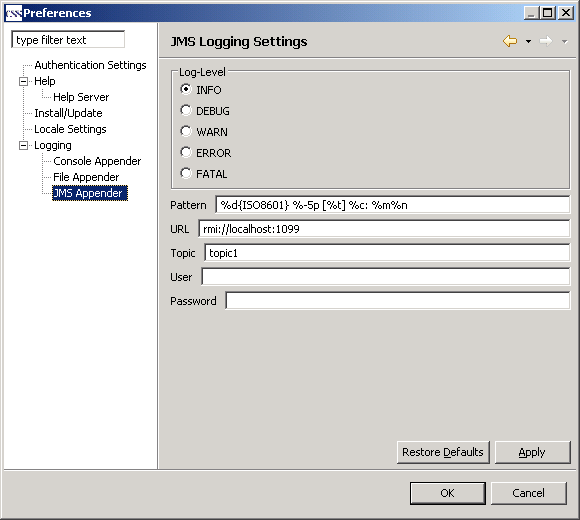 CSS Preferences
type filter text
Authentication Settings
Help
Help Server
Install/Update
Locale Settings
Logging
Console Appender
File Appender
JMS Appender
JMS Logging Settings
Log-Level
INFO
DEBUG
WARN
ERROR
FATAL
Pattern %d{ISO8601} %-5p [%t] %c: %m%n
URL rmi://localhost:1099
Topic topic1
User
Password
Restore Defaults Apply
OK Cancel